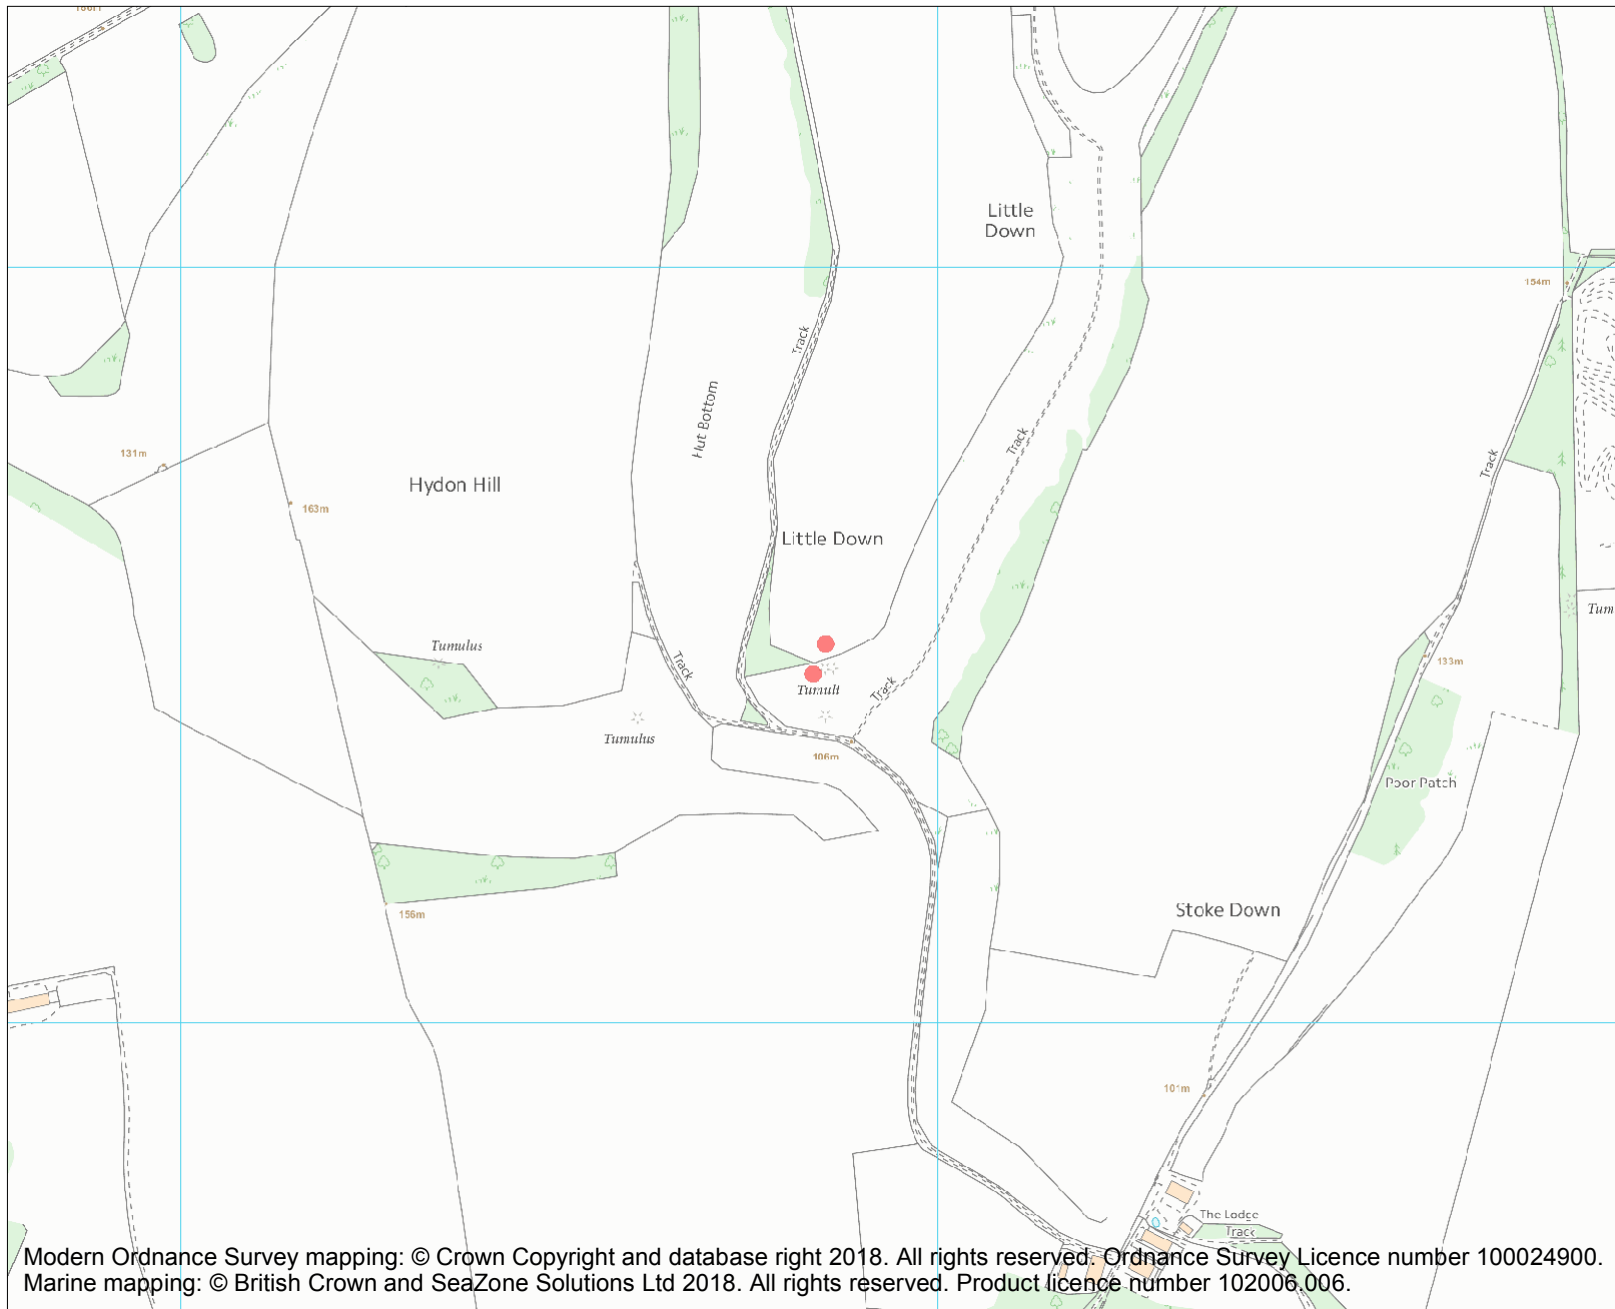 Little
Down
154m
Track
Hut Bottom
131m
Track
Track
Hydon Hill
163m
Little Down
Tum
Tumulus
Track
133m
Track
Tumuli
Tumulus
106m
Poor Patch
156m
Stoke Down
101m
The Lodge
Track
Modern Ordnance Survey mapping: © Crown Copyright and database right 2018. All rights reserved. Ordnance Survey Licence number 100024900.
Marine mapping: © British Crown and SeaZone Solutions Ltd 2018. All rights reserved. Product licence number 102006.006.